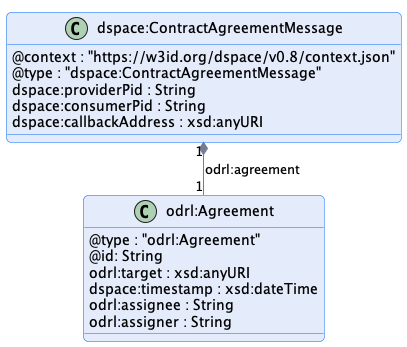 C dspace:ContractAgreementMessage
@context : "https://w3id.org/dspace/v0.8/context.json"
@type : "dspace:ContractAgreementMessage"
dspace:providerPid : String
dspace:consumerPid : String
dspace:callbackAddress : xsd:anyURI
1
odrl:agreement
1
C odrl:Agreement
@type : "odrl:Agreement"
@id: String
odrl:target : xsd:anyURI
dspace:timestamp : xsd:dateTime
odrl:assignee : String
odrl:assigner : String